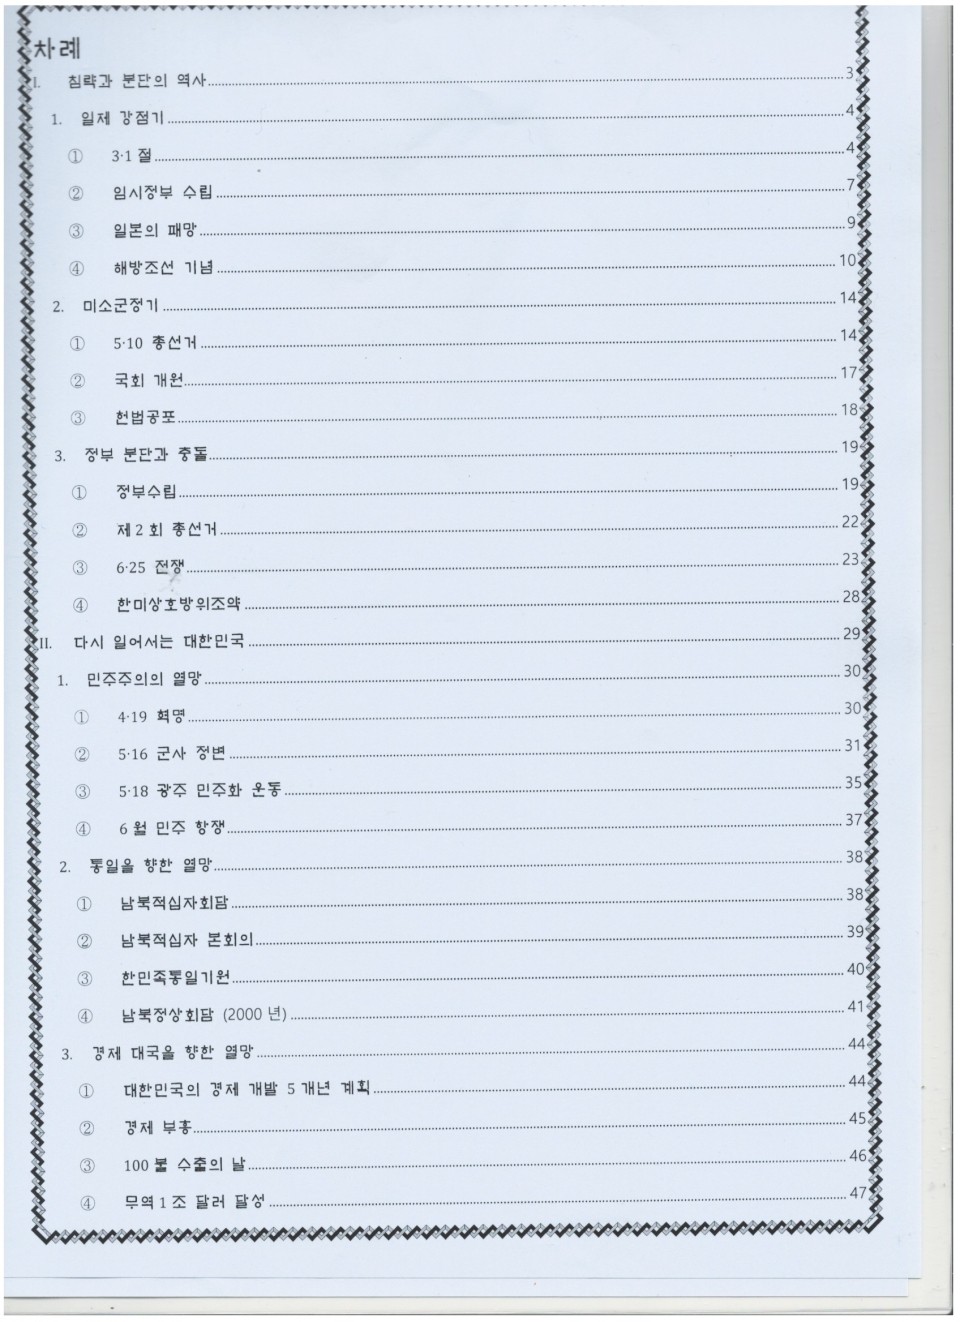 차례
I. 침략과 분단의 역사 3
1. 일제 강점기 4
① 3·1 절 4
② 임시정부 수립 7
③ 일본의 패망 9
④ 해방조선 기념 10
2. 미소군정기 14
① 5·10 총선거 14
② 국회 개원 17
③ 헌법공포 18
3. 정부 분단과 충돌 19
① 정부수립 19
② 제 2 회 총선거 22
③ 6·25 전쟁 23
④ 한미상호방위조약 28
II. 다시 일어서는 대한민국 29
1. 민주주의의 열망 30
① 4·19 혁명 30
② 5·16 군사 정변 31
③ 5·18 광주 민주화 운동 35
④ 6 월 민주 항쟁 37
2. 통일을 향한 열망 38
① 남북적십자회담 38
② 남북적십자 본회의 39
③ 한민족통일기원 40
④ 남북정상회담 (2000 년) 41
3. 경제 대국을 향한 열망 44
① 대한민국의 경제 개발 5 개년 계획 44
② 경제 부흥 45
③ 100 불 수출의 날 46
④ 무역 1 조 달러 달성 47